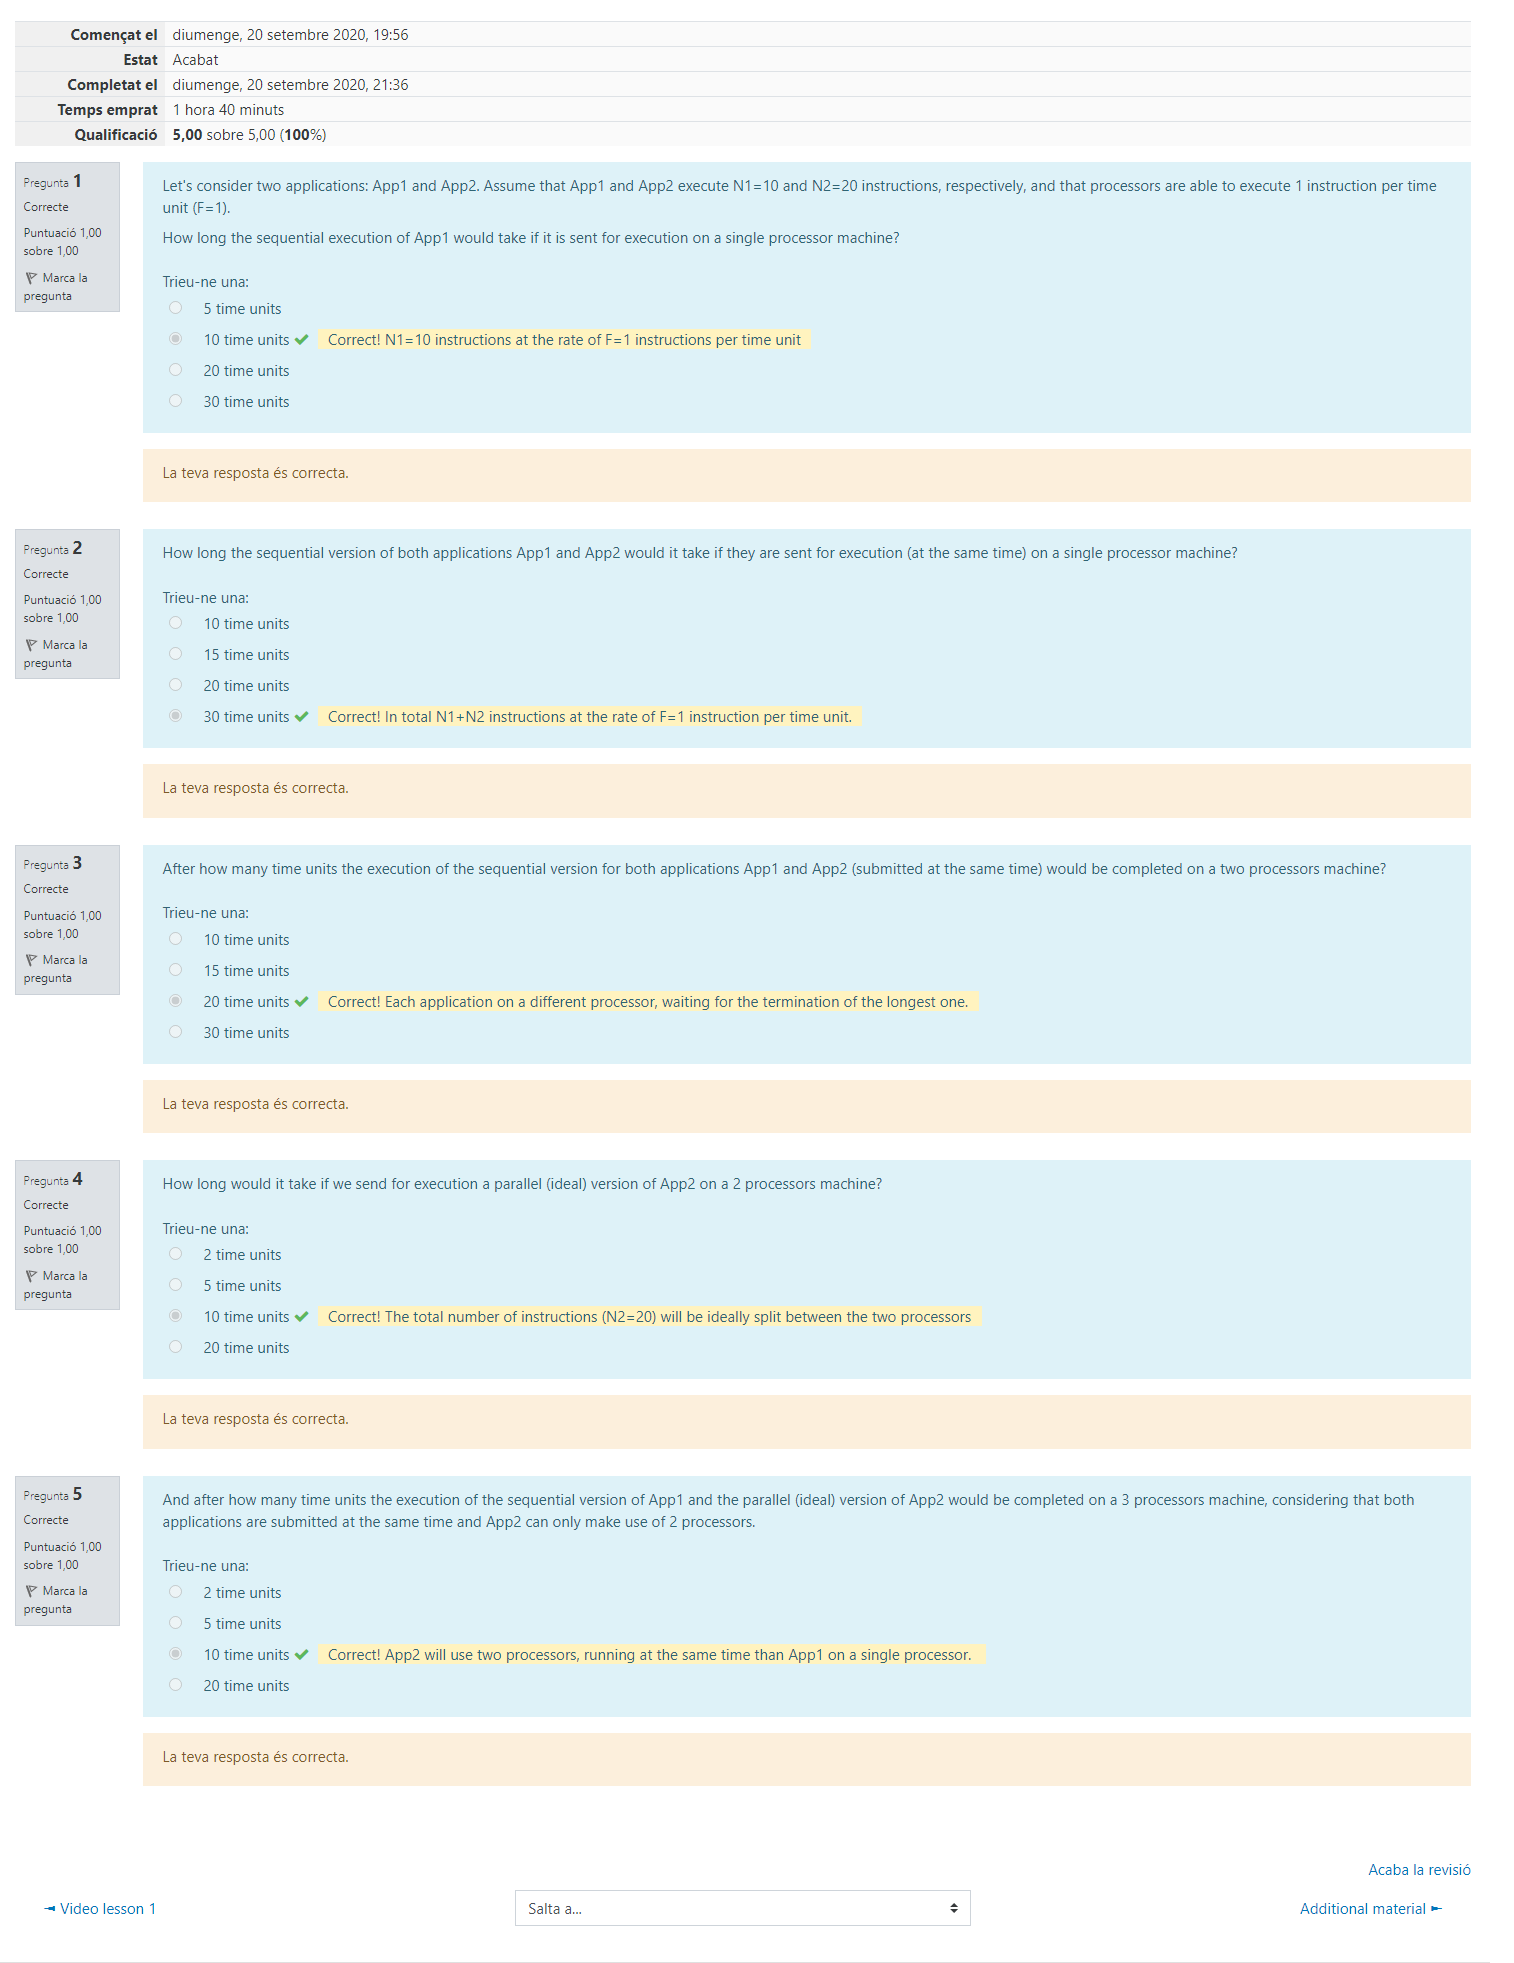 Començat el diumenge, 20 setembre 2020, 19:56
Estat Acabat
Completat el diumenge, 20 setembre 2020, 21:36
Temps emprat 1 hora 40 minuts
Qualificació 5,00 sobre 5,00 (100%)
Pregunta 1
Correcte
Puntuació 1,00
sobre 1,00
Marca la
pregunta
Let's consider two applications: App1 and App2. Assume that App1 and App2 execute N1=10 and N2=20 instructions, respectively, and that processors are able to execute 1 instruction per time
unit (F=1).
How long the sequential execution of App1 would take if it is sent for execution on a single processor machine?
Trieu-ne una:
5 time units
10 time units Correct! N1=10 instructions at the rate of F=1 instructions per time unit
20 time units
30 time units
La teva resposta és correcta.
Pregunta 2
Correcte
Puntuació 1,00
sobre 1,00
Marca la
pregunta
How long the sequential version of both applications App1 and App2 would it take if they are sent for execution (at the same time) on a single processor machine?
Trieu-ne una:
10 time units
15 time units
20 time units
30 time units Correct! In total N1+N2 instructions at the rate of F=1 instruction per time unit.
La teva resposta és correcta.
Pregunta 3
Correcte
Puntuació 1,00
sobre 1,00
Marca la
pregunta
After how many time units the execution of the sequential version for both applications App1 and App2 (submitted at the same time) would be completed on a two processors machine?
Trieu-ne una:
10 time units
15 time units
20 time units Correct! Each application on a different processor, waiting for the termination of the longest one.
30 time units
La teva resposta és correcta.
Pregunta 4
Correcte
Puntuació 1,00
sobre 1,00
Marca la
pregunta
How long would it take if we send for execution a parallel (ideal) version of App2 on a 2 processors machine?
Trieu-ne una:
2 time units
5 time units
10 time units Correct! The total number of instructions (N2=20) will be ideally split between the two processors
20 time units
La teva resposta és correcta.
Pregunta 5
Correcte
Puntuació 1,00
sobre 1,00
Marca la
pregunta
And after how many time units the execution of the sequential version of App1 and the parallel (ideal) version of App2 would be completed on a 3 processors machine, considering that both
applications are submitted at the same time and App2 can only make use of 2 processors.
Trieu-ne una:
2 time units
5 time units
10 time units Correct! App2 will use two processors, running at the same time than App1 on a single processor.
20 time units
La teva resposta és correcta.
Acaba la revisió
◄ Video lesson 1
Salta a...
Additional material ►